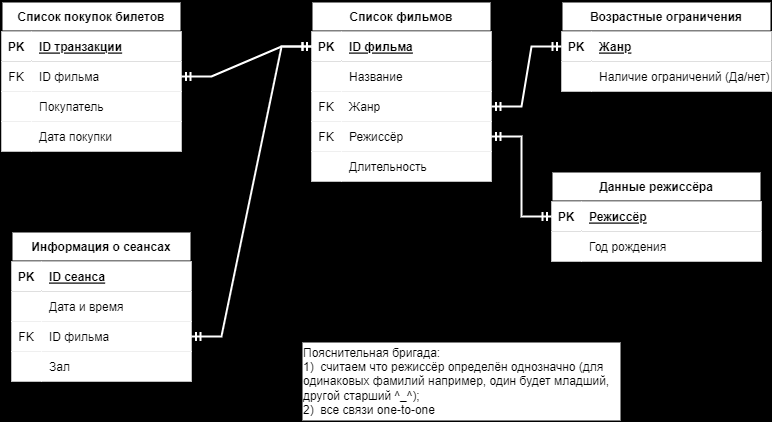 Список покупок билетов
PK ID транзакции
FK ID фильма
Покупатель
Дата покупки
Список фильмов
PK ID фильма
Название
FK Жанр
FK Режиссёр
Длительность
Возрастные ограничения
PK Жанр
Наличие ограничений (Да/нет)
Данные режиссёра
PK Режиссёр
Год рождения
Информация о сеансах
PK ID сеанса
Дата и время
FK ID фильма
Зал
Пояснительная бригада:
1) считаем что режиссёр определён однозначно (для
одинаковых фамилий например, один будет младший,
другой старший ^_^);
2) все связи one-to-one